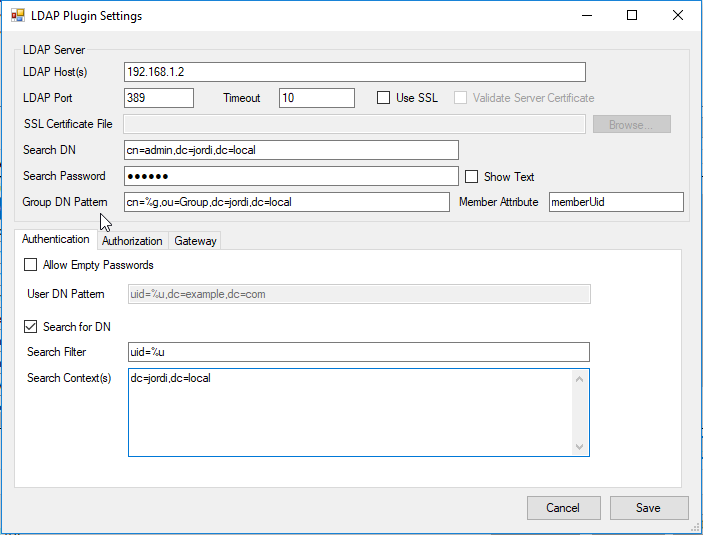 LDAP Plugin Settings
LDAP Server
LDAP Host(s) 192.168.1.2
LDAP Port 389 Timeout 10 Use SSL Validate Server Certificate
SSL Certificate File Browse...
Search DN cn=admin,dc=jordi,dc=local
Search Password ●●●●●● Show Text
Group DN Pattern cn=%g,ou=Group,dc=jordi,dc=local Member Attribute memberUid
Authentication Authorization Gateway
Allow Empty Passwords
User DN Pattern uid=%u,dc=example,dc=com
Search for DN
Search Filter uid=%u
Search Context(s) dc=jordi,dc=local
Cancel Save